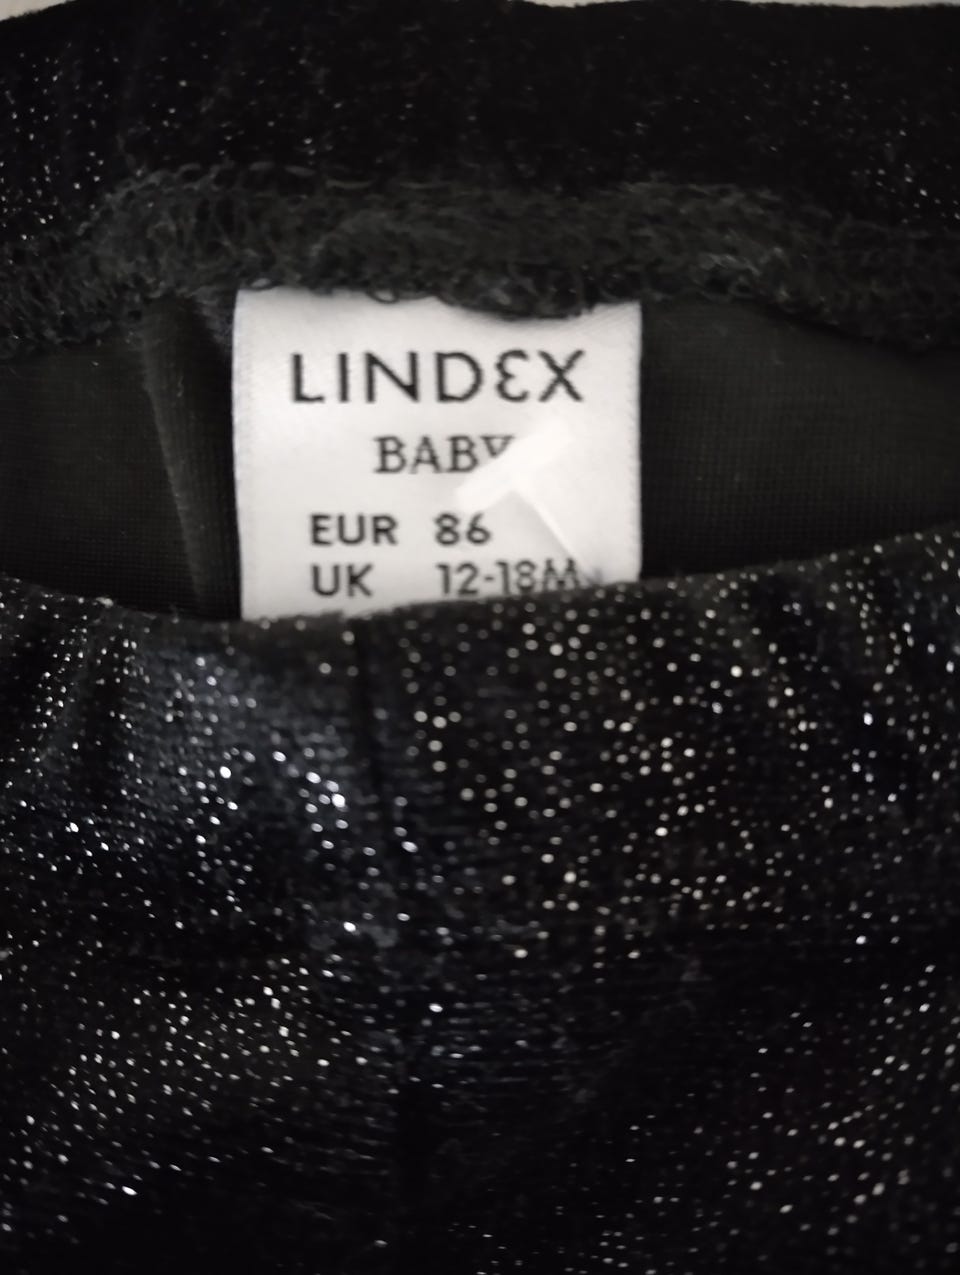 LINDEX
BABY
EUR 86
UK 12-18M